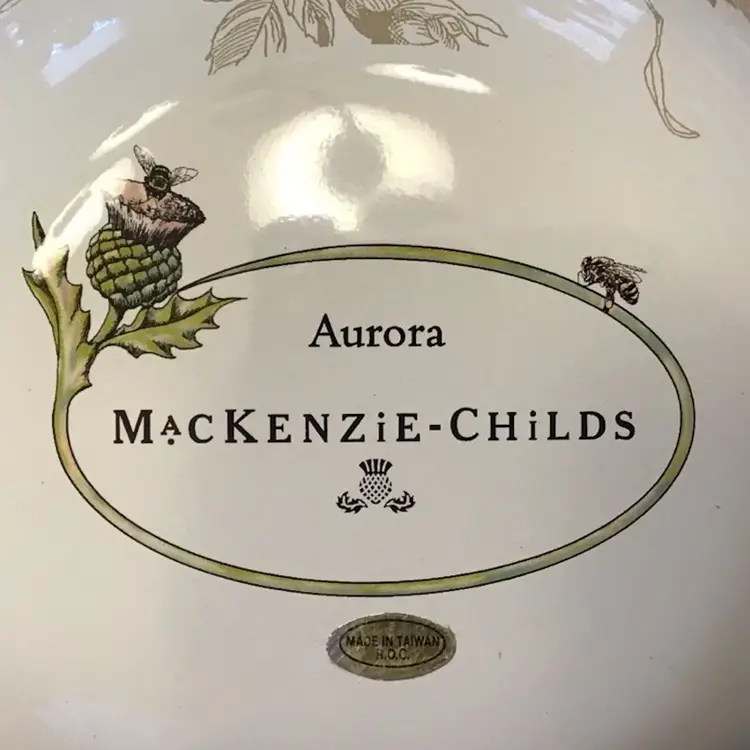 Aurora
MACKENZiE-CHiLDS
MADE IN TAIWAN
R.O.C.